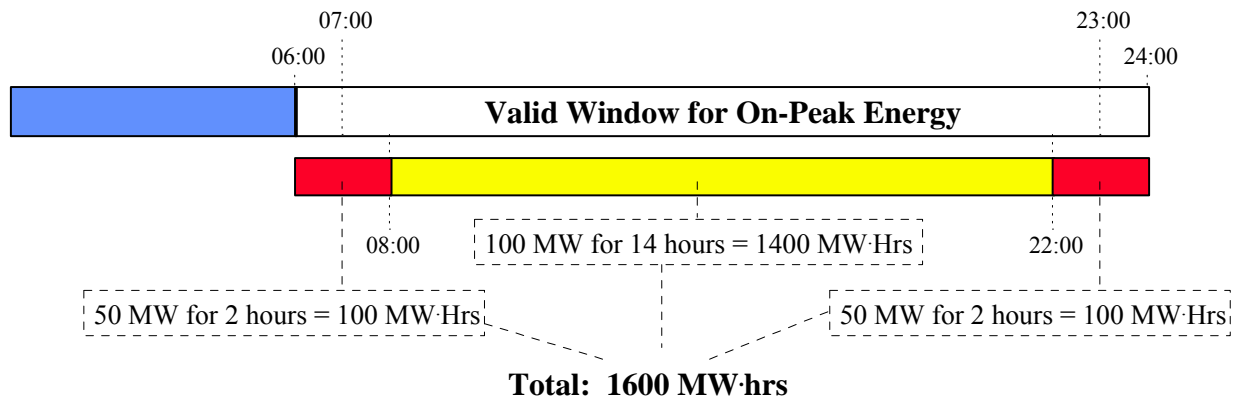 07:00 23:00
06:00 24:00
Valid Window for On-Peak Energy
08:00 100 MW for 14 hours = 1400 MW·Hrs 22:00
50 MW for 2 hours = 100 MW·Hrs 50 MW for 2 hours = 100 MW·Hrs
Total: 1600 MW·hrs